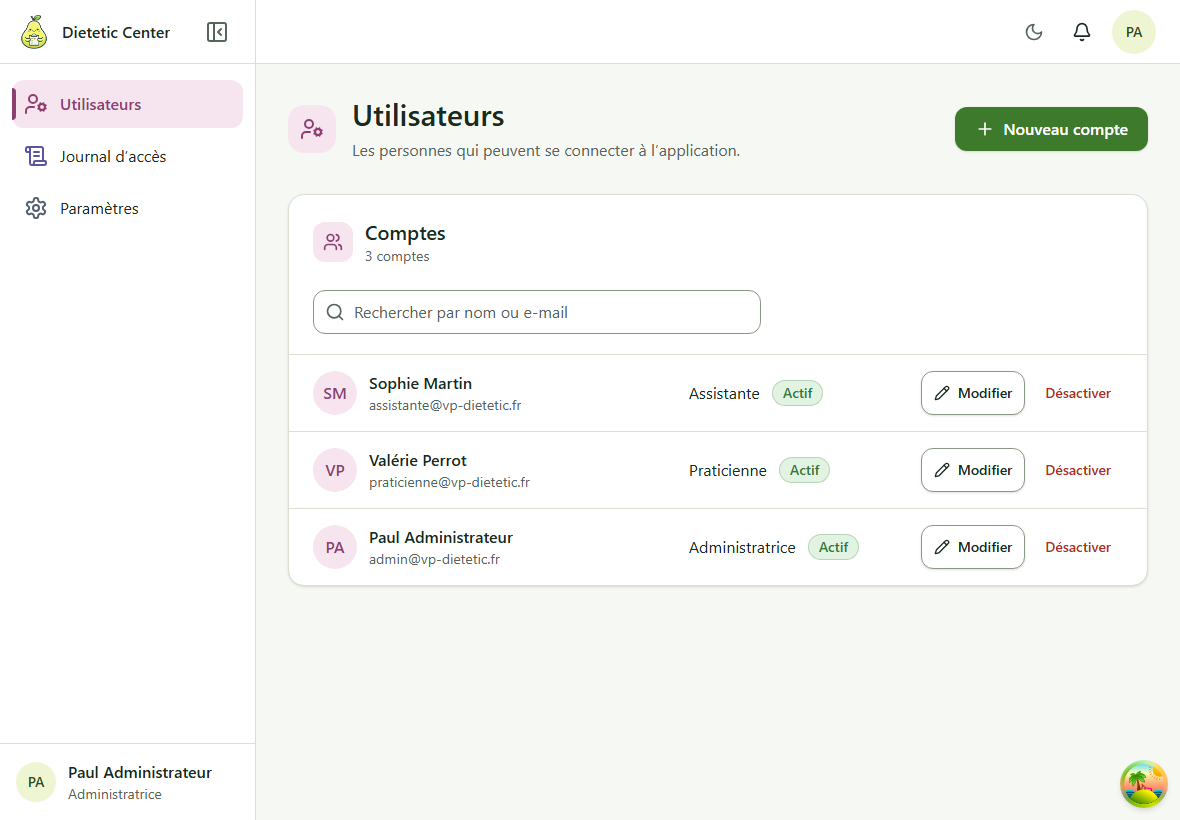 Dietetic Center
PA
Utilisateurs
Journal d’accès
Paramètres
Utilisateurs
Les personnes qui peuvent se connecter à l’application.
Nouveau compte
Comptes
3 comptes
Rechercher par nom ou e-mail
SM
Sophie Martin
assistante@vp-dietetic.fr
Assistante
Actif
Modifier
Désactiver
VP
Valérie Perrot
praticienne@vp-dietetic.fr
Praticienne
Actif
Modifier
Désactiver
PA
Paul Administrateur
admin@vp-dietetic.fr
Administratrice
Actif
Modifier
Désactiver
PA
Paul Administrateur
Administratrice